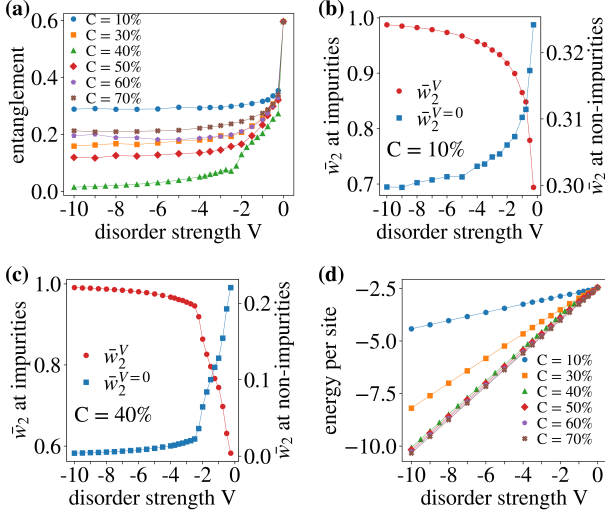 (a)
entanglement
0.6
0.4
0.2
0.0
C = 10%
C = 30%
C = 40%
C = 50%
C = 60%
C = 70%
-10 -8 -6 -4 -2 0
disorder strength V
(b)
w̄₂ at impurities
1.0
0.9
0.8
0.7
w̄₂^V
w̄₂^{V=0}
C = 10%
0.32
0.31
0.30
w̄₂ at non-impurities
-10 -8 -6 -4 -2 0
disorder strength V
(c)
w̄₂ at impurities
1.0
0.8
0.6
w̄₂^V
w̄₂^{V=0}
C = 40%
0.2
0.1
0.0
w̄₂ at non-impurities
-10 -8 -6 -4 -2 0
disorder strength V
(d)
energy per site
−2.5
−5.0
−7.5
−10.0
C = 10%
C = 30%
C = 40%
C = 50%
C = 60%
C = 70%
-10 -8 -6 -4 -2 0
disorder strength V